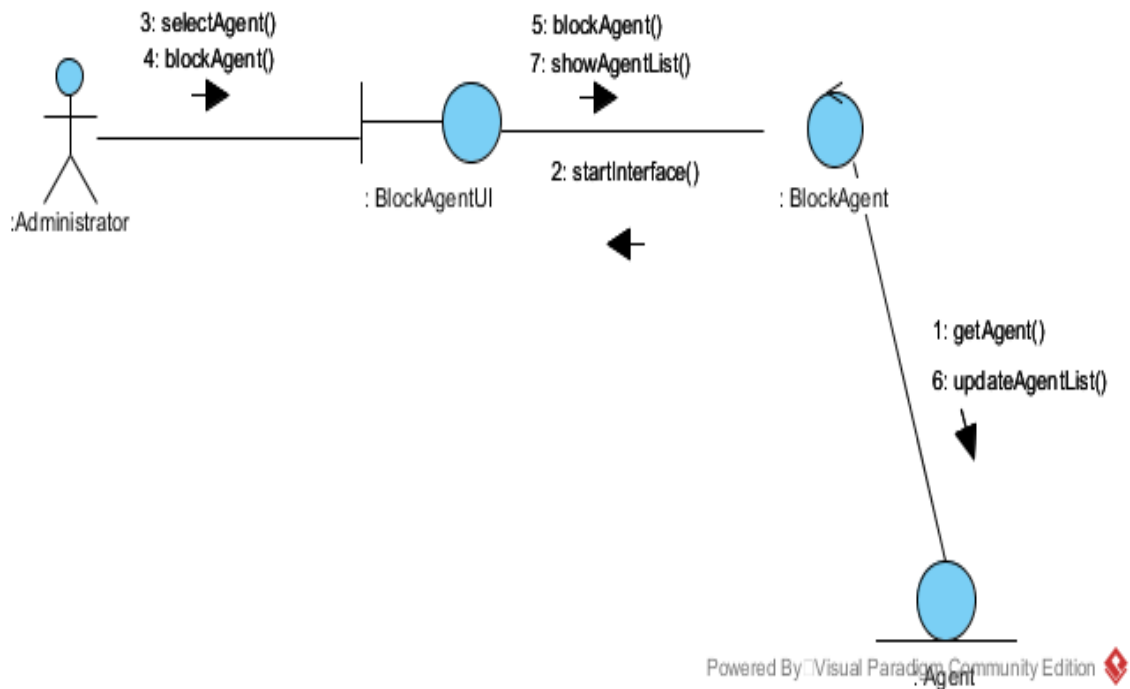 3: selectAgent()
4: blockAgent()
5: blockAgent()
7: showAgentList()
2: startInterface()
:Administrator
: BlockAgentUI
: BlockAgent
1: getAgent()
6: updateAgentList()
Powered By Visual Paradigm Community Edition
: Agent